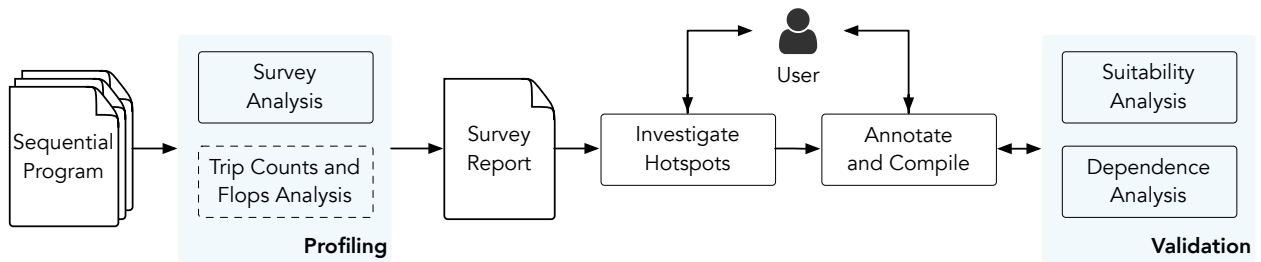 Sequential
Program
Survey
Analysis
Trip Counts and
Flops Analysis
Profiling
Survey
Report
Investigate
Hotspots
User
Annotate
and Compile
Suitability
Analysis
Dependence
Analysis
Validation